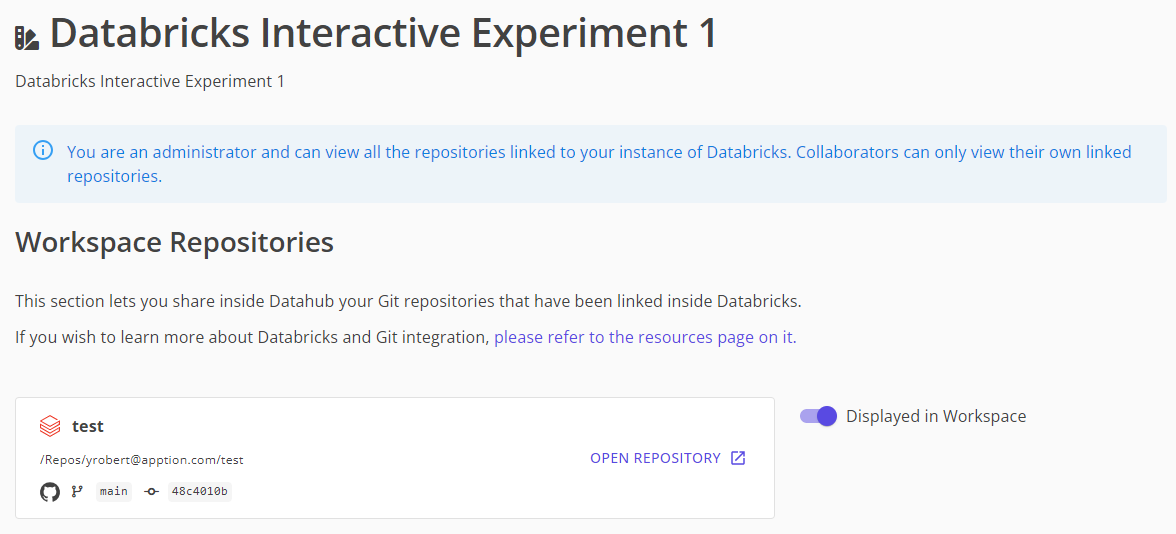 Databricks Interactive Experiment 1
Databricks Interactive Experiment 1
You are an administrator and can view all the repositories linked to your instance of Databricks. Collaborators can only view their own linked
repositories.
Workspace Repositories
This section lets you share inside Datahub your Git repositories that have been linked inside Databricks.
If you wish to learn more about Databricks and Git integration, please refer to the resources page on it.
test
Displayed in Workspace
/Repos/yrobert@apption.com/test
OPEN REPOSITORY
main 48c4010b